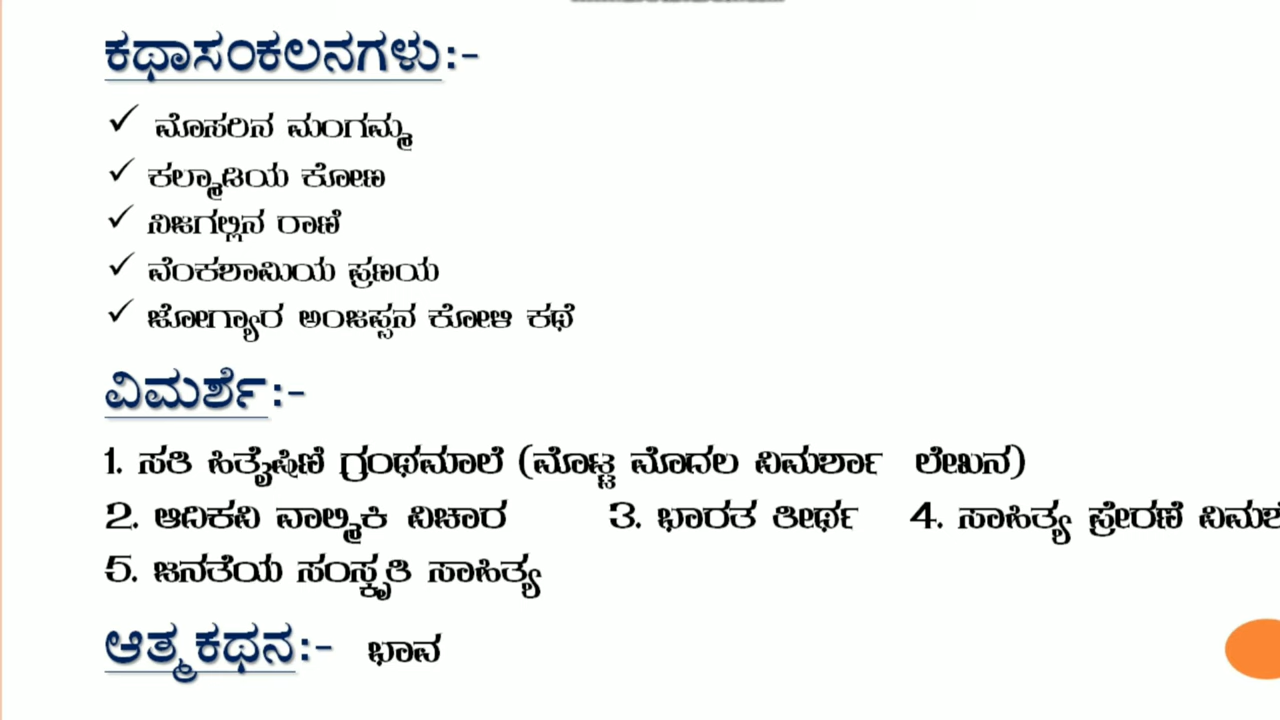 ಕಥಾಸಂಕಲನಗಳು:-
✓ ಮೊಸರಿನ ಮಂಗಮ್ಮ
✓ ಕಲ್ಮಾಡಿಯ ಕೋಣ
✓ ನಿಜಗಲ್ಲಿನ ರಾಣಿ
✓ ವೆಂಕಶಾಮಿಯ ಪ್ರಣಯ
✓ ಜೋಗ್ಯಾರ ಅಂಜಪ್ಪನ ಕೋಳಿ ಕಥೆ
ವಿಮರ್ಶೆ:-
1. ಸತಿ ಹಿತೈಷಿಣಿ ಗ್ರಂಥಮಾಲೆ (ಮೊಟ್ಟ ಮೊದಲ ವಿಮರ್ಶಾ ಲೇಖನ)
2. ಆದಿಕವಿ ವಾಲ್ಮಿಕಿ ವಿಚಾರ 3. ಭಾರತ ತೀರ್ಥ 4. ಸಾಹಿತ್ಯ ಪ್ರೇರಣೆ
5. ಜನತೆಯ ಸಂಸ್ಕೃತಿ ಸಾಹಿತ್ಯ
ಆತ್ಮಕಥನ:- ಭಾವ